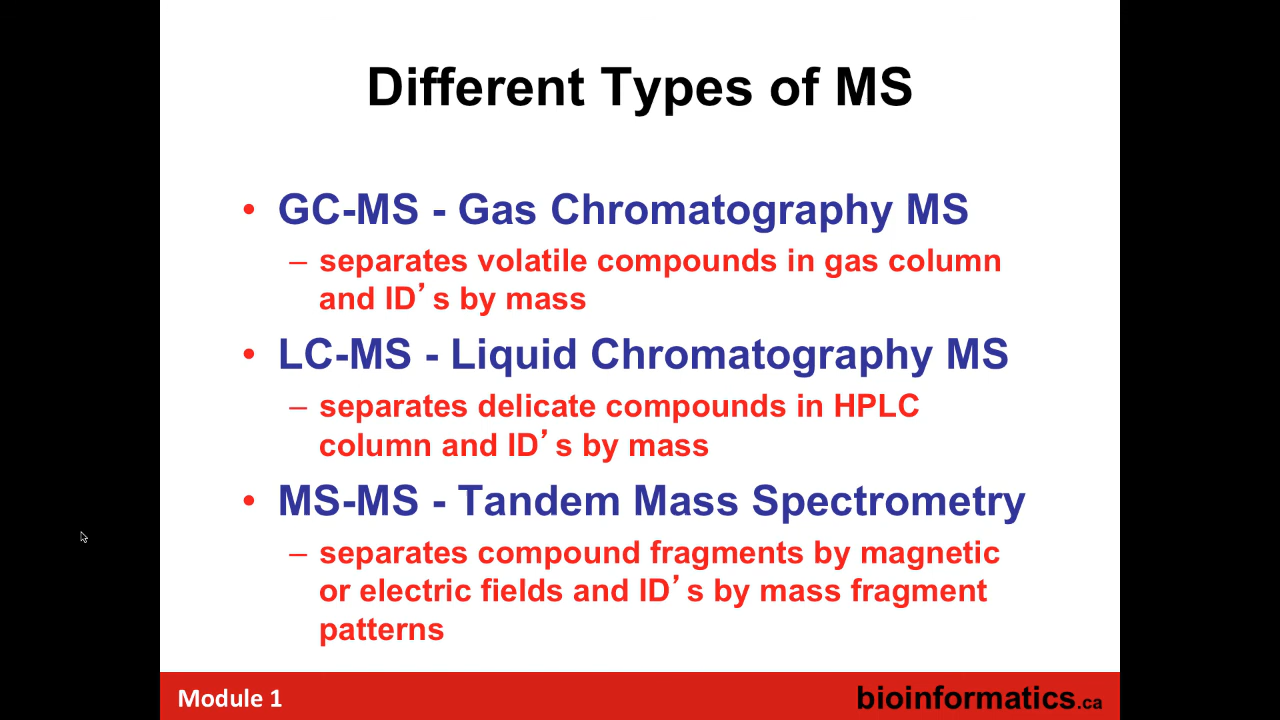 Different Types of MS
• GC-MS - Gas Chromatography MS
– separates volatile compounds in gas column
and ID’s by mass
• LC-MS - Liquid Chromatography MS
– separates delicate compounds in HPLC
column and ID’s by mass
• MS-MS - Tandem Mass Spectrometry
– separates compound fragments by magnetic
or electric fields and ID’s by mass fragment
patterns
Module 1
bioinformatics.ca